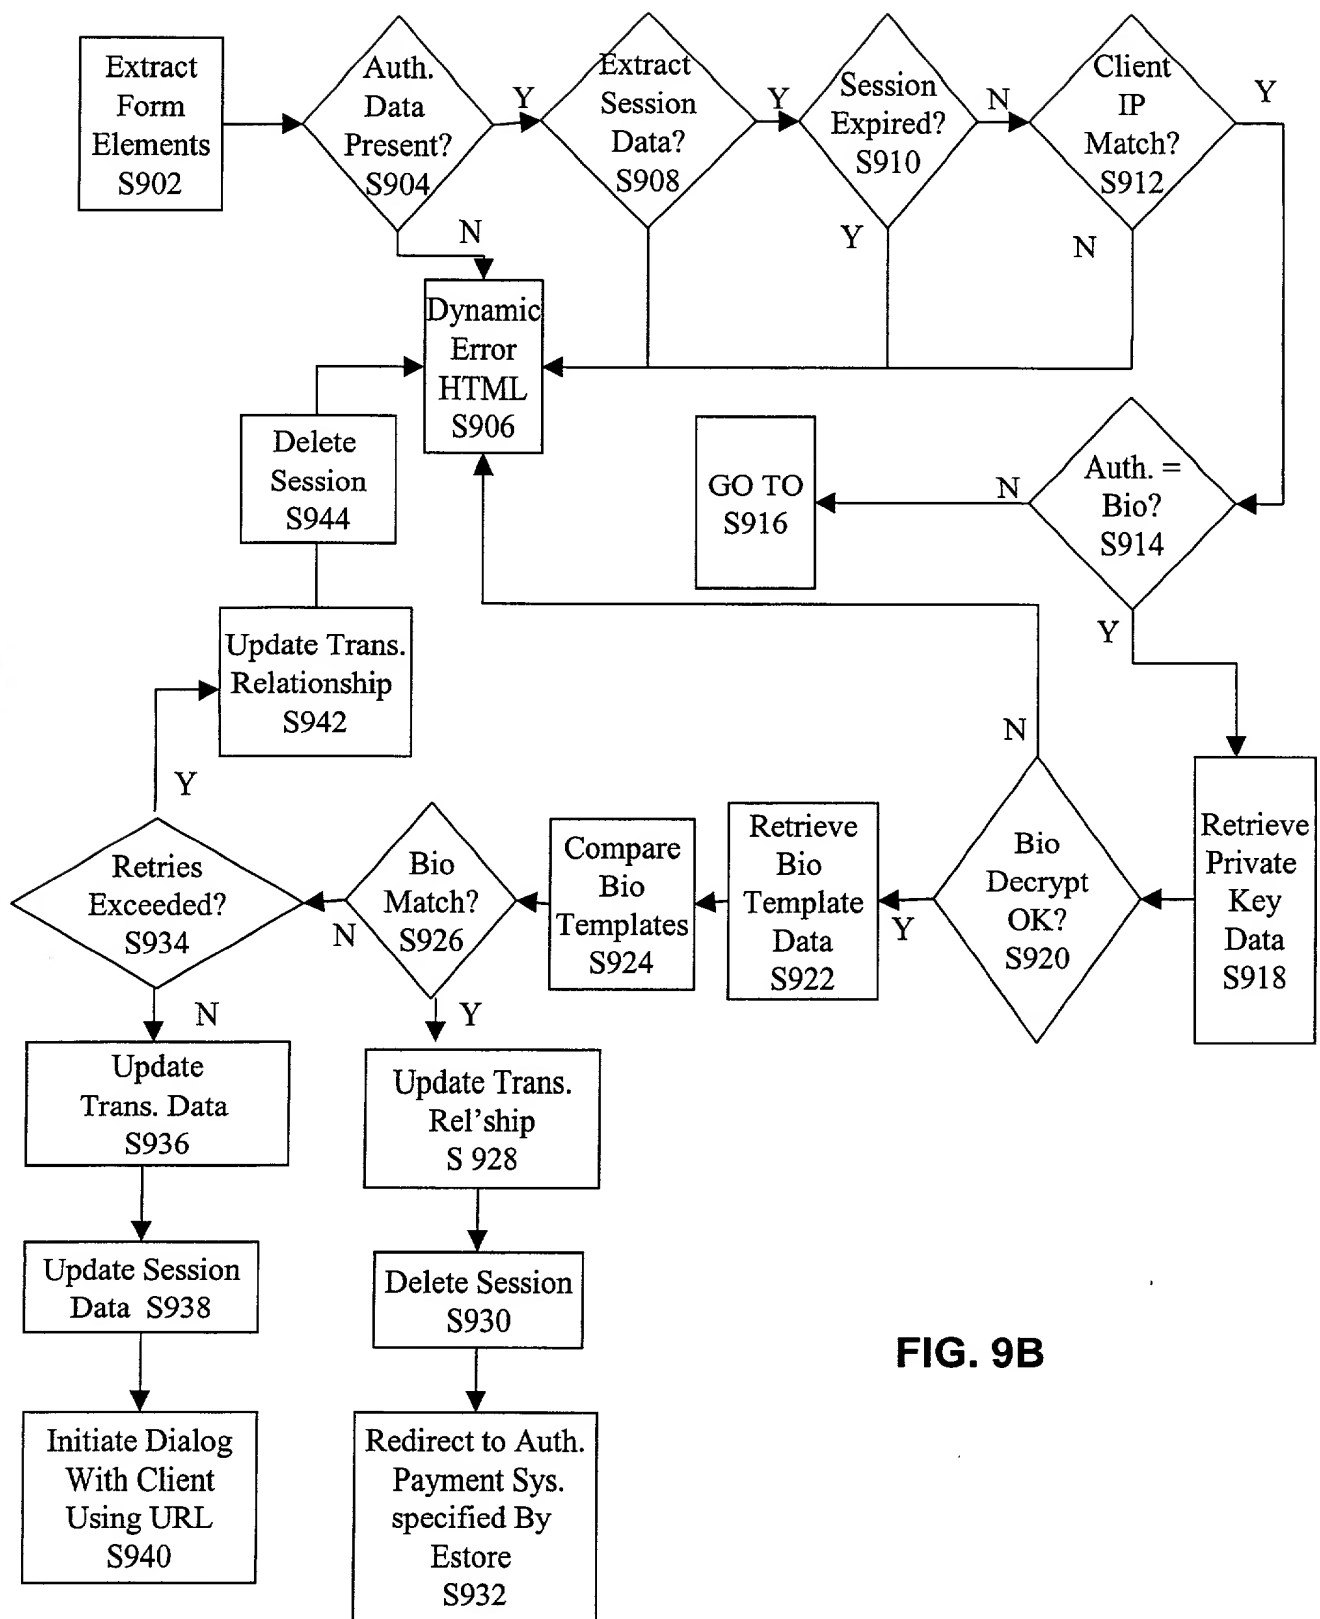 Extract
Form
Elements
S902
Auth.
Data
Present?
S904
Y
N
Extract
Session
Data?
S908
Y
Session
Expired?
S910
N
Y
Client
IP
Match?
S912
Y
N
Dynamic
Error
HTML
S906
Delete
Session
S944
GO TO
S916
N
Auth. =
Bio?
S914
Y
Update Trans.
Relationship
S942
Y
N
Retries
Exceeded?
S934
N
N
Bio
Match?
S926
Y
Compare
Bio
Templates
S924
Retrieve
Bio
Template
Data
S922
Y
Bio
Decrypt
OK?
S920
Retrieve
Private
Key
Data
S918
Update
Trans. Data
S936
Update Trans.
Rel'ship
S 928
Update Session
Data S938
Delete Session
S930
FIG. 9B
Initiate Dialog
With Client
Using URL
S940
Redirect to Auth.
Payment Sys.
specified By
Estore
S932